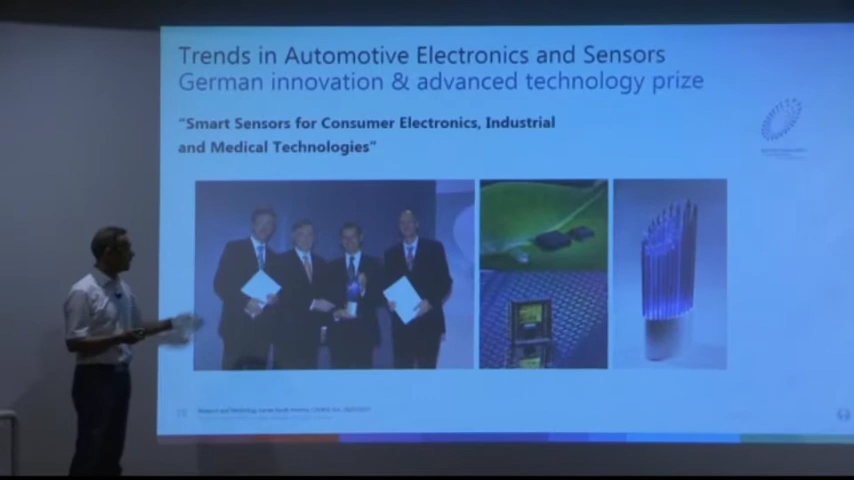 Trends in Automotive Electronics and Sensors
German innovation & advanced technology prize
"Smart Sensors for Consumer Electronics, Industrial
and Medical Technologies"